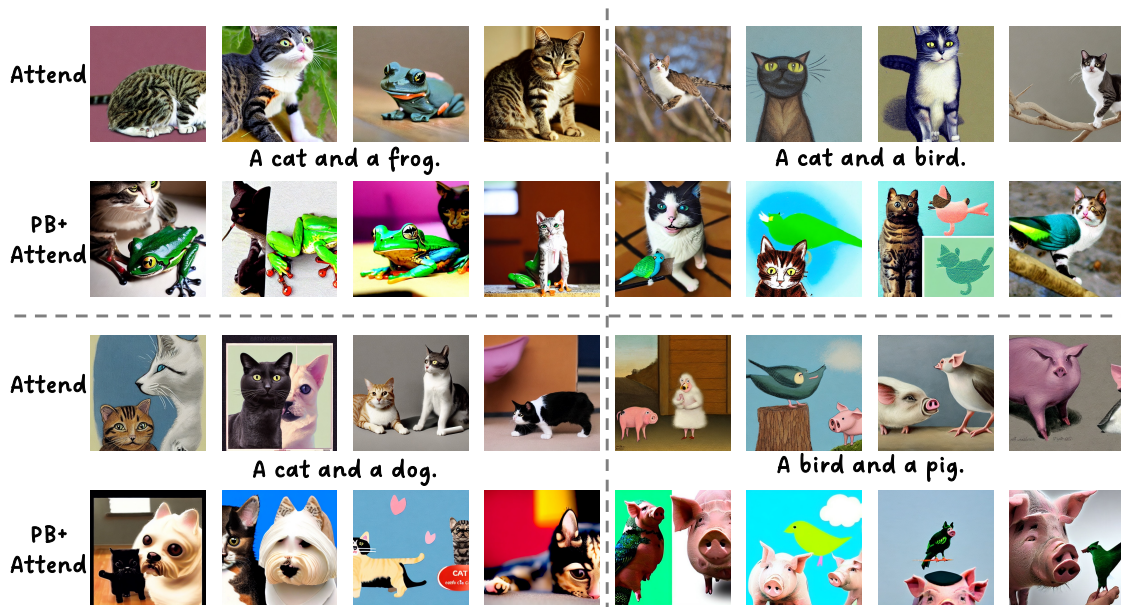 Attend
A cat and a frog.
A cat and a bird.
PB+
Attend
Attend
A cat and a dog.
A bird and a pig.
PB+
Attend
CAT